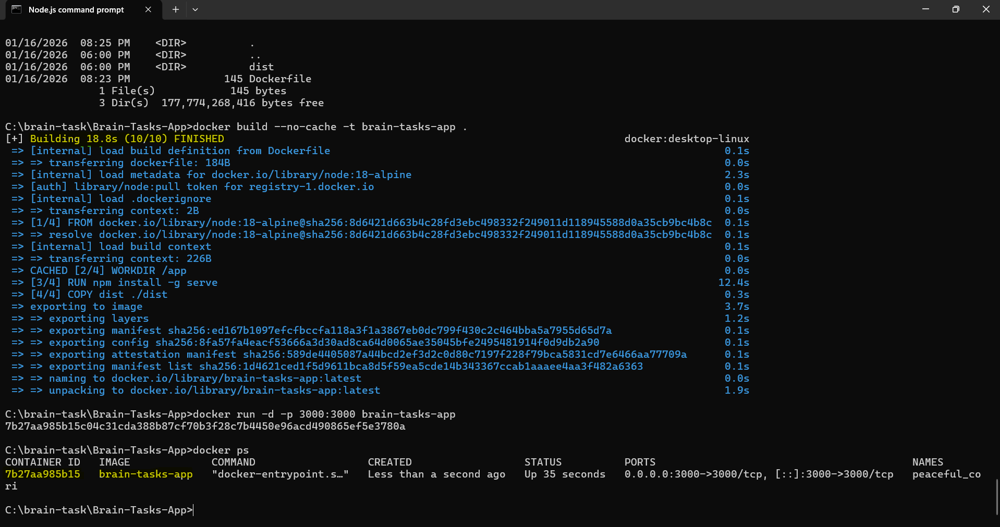 Node.js command prompt
01/16/2026  08:25 PM    <DIR>          .
01/16/2026  06:00 PM    <DIR>          ..
01/16/2026  06:00 PM    <DIR>          dist
01/16/2026  08:23 PM               145 Dockerfile
               1 File(s)            145 bytes
               3 Dir(s)  177,774,268,416 bytes free
C:\brain-task\Brain-Tasks-App>docker build --no-cache -t brain-tasks-app .
[+] Building 18.8s (10/10) FINISHED                                                                docker:desktop-linux
 => [internal] load build definition from Dockerfile                                                               0.1s
 => => transferring dockerfile: 184B                                                                               0.0s
 => [internal] load metadata for docker.io/library/node:18-alpine                                                  2.3s
 => [auth] library/node:pull token for registry-1.docker.io                                                        0.0s
 => [internal] load .dockerignore                                                                                  0.1s
 => => transferring context: 2B                                                                                    0.0s
 => [1/4] FROM docker.io/library/node:18-alpine@sha256:8d6421d663b4c28fd3ebc498332f249011d118945588d0a35cb9bc4b8c  0.1s
 => => resolve docker.io/library/node:18-alpine@sha256:8d6421d663b4c28fd3ebc498332f249011d118945588d0a35cb9bc4b8c  0.1s
 => [internal] load build context                                                                                  0.1s
 => => transferring context: 226B                                                                                  0.0s
 => CACHED [2/4] WORKDIR /app                                                                                      0.0s
 => [3/4] RUN npm install -g serve                                                                                12.4s
 => [4/4] COPY dist ./dist                                                                                         0.3s
 => exporting to image                                                                                             3.7s
 => => exporting layers                                                                                            1.2s
 => => exporting manifest sha256:ed167b1097efcfbccfa118a3f1a3867eb0dc799f430c2c464bba5a7955d65d7a                  0.1s
 => => exporting config sha256:8fa57fa4eacf53666a3d30ad8ca64d0065ae35045bfe2495481914f0d9db2a90                    0.1s
 => => exporting attestation manifest sha256:589de4405087a44bcd2ef3d2c0d80c7197f228f79bca5831cd7e6466aa77709a      0.1s
 => => exporting manifest list sha256:1d4621ced1f5d9611bca8d5f59ea5cde14b343367ccab1aaaee4aa3f482a6363             0.1s
 => => naming to docker.io/library/brain-tasks-app:latest                                                          0.0s
 => => unpacking to docker.io/library/brain-tasks-app:latest                                                       1.9s
C:\brain-task\Brain-Tasks-App>docker run -d -p 3000:3000 brain-tasks-app
7b27aa985b15c04c31cda388b87cf70b3f28c7b4450e96acd490865ef5e3780a
C:\brain-task\Brain-Tasks-App>docker ps
CONTAINER ID   IMAGE             COMMAND                  CREATED                  STATUS          PORTS                                         NAMES
7b27aa985b15   brain-tasks-app   "docker-entrypoint.s…"   Less than a second ago   Up 35 seconds   0.0.0.0:3000->3000/tcp, [::]:3000->3000/tcp   peaceful_co
ri
C:\brain-task\Brain-Tasks-App>